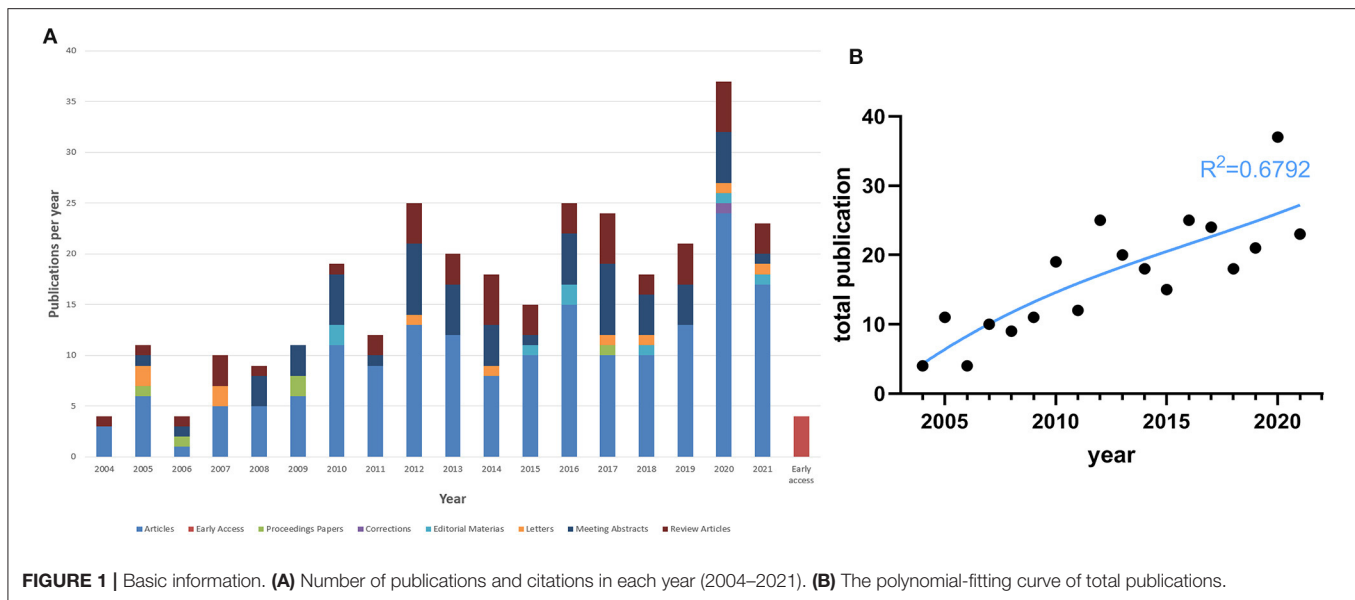 A
40
35
30
25
20
15
10
5
0
Publications per year
2004 2005 2006 2007 2008 2009 2010 2011 2012 2013 2014 2015 2016 2017 2018 2019 2020 2021 Early access
Year
Articles Early Access Proceedings Papers Corrections Editorial Materias Letters Meeting Abstracts Review Articles
B
40
30
20
10
0
total publication
R²=0.6792
2005 2010 2015 2020
year
FIGURE 1 | Basic information. (A) Number of publications and citations in each year (2004–2021). (B) The polynomial-fitting curve of total publications.